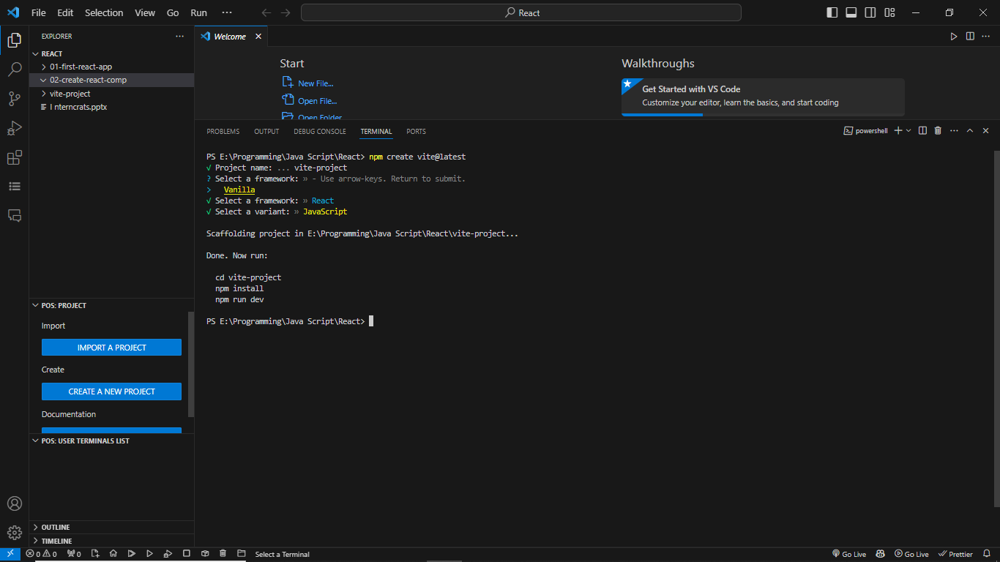 File Edit Selection View Go Run ···
React
EXPLORER ···
REACT
01-first-react-app
02-create-react-comp
vite-project
I nterncrats.pptx
Welcome
Start
New File...
Open File...
Open Folder
Walkthroughs
Get Started with VS Code
Customize your editor, learn the basics, and start coding
PROBLEMS OUTPUT DEBUG CONSOLE TERMINAL PORTS
powershell
PS E:\Programming\Java Script\React> npm create vite@latest
√ Project name: ... vite-project
? Select a framework: » - Use arrow-keys. Return to submit.
> Vanilla
√ Select a framework: » React
√ Select a variant: » JavaScript
Scaffolding project in E:\Programming\Java Script\React\vite-project...
Done. Now run:
cd vite-project
npm install
npm run dev
PS E:\Programming\Java Script\React>
POS: PROJECT
Import
IMPORT A PROJECT
Create
CREATE A NEW PROJECT
Documentation
POS: USER TERMINALS LIST
OUTLINE
TIMELINE
0 0 0 Select a Terminal Go Live Go Live Prettier